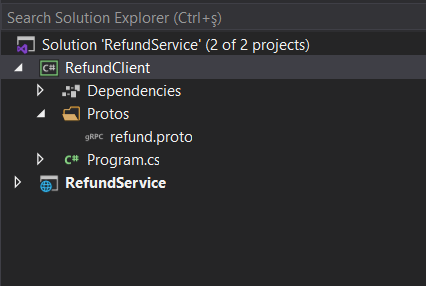 Search Solution Explorer (Ctrl+ş)
Solution 'RefundService' (2 of 2 projects)
C# RefundClient
Dependencies
Protos
gRPC refund.proto
C# Program.cs
RefundService